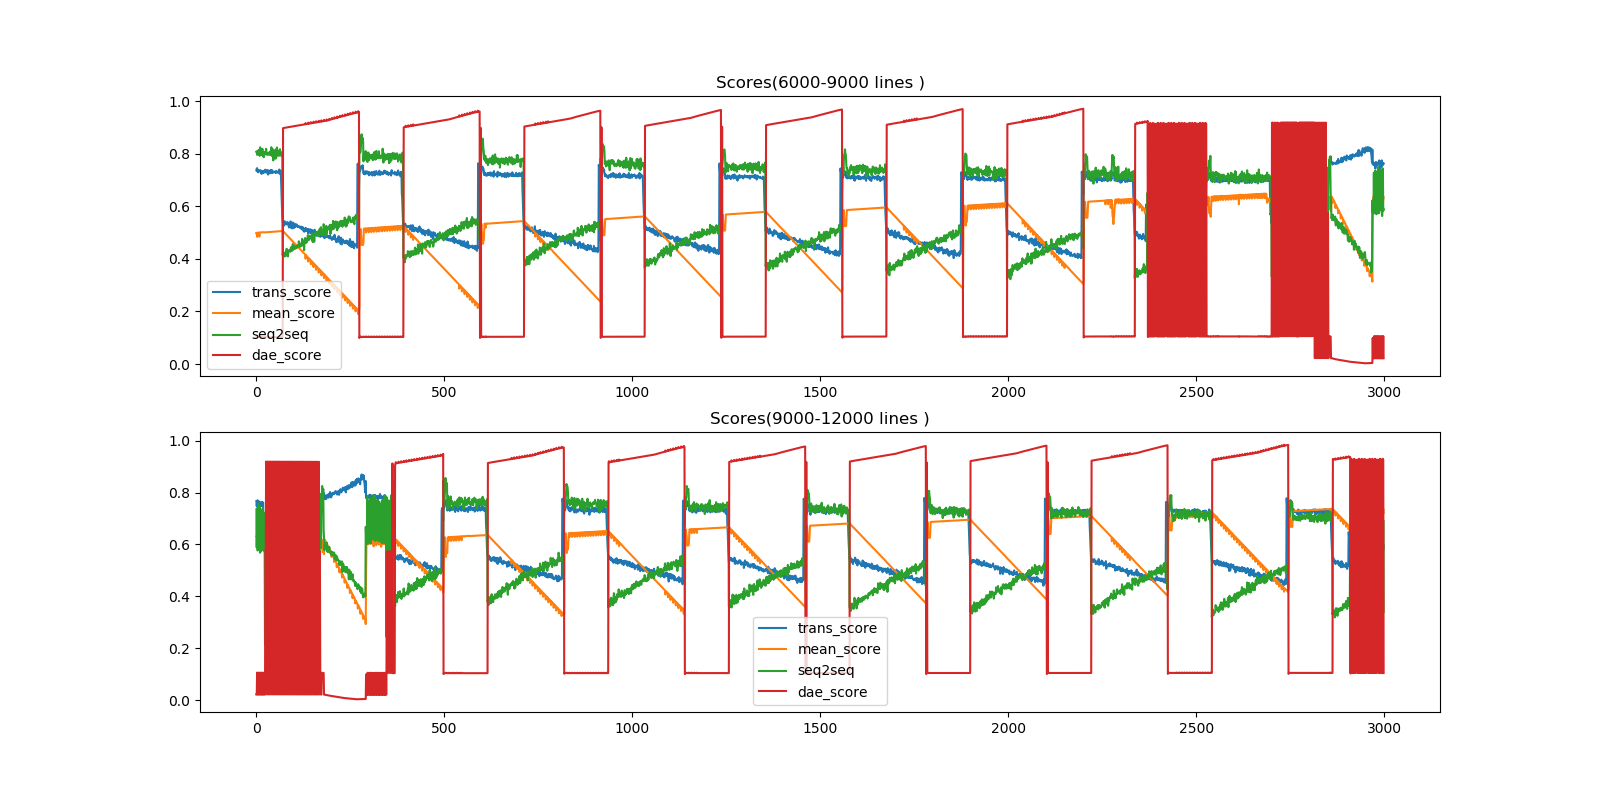 Scores(6000-9000 lines )
1.0
0.8
0.6
0.4
0.2
0.0
trans_score
mean_score
seq2seq
dae_score
0 500 1000 1500 2000 2500 3000
Scores(9000-12000 lines )
1.0
0.8
0.6
0.4
0.2
0.0
trans_score
mean_score
seq2seq
dae_score
0 500 1000 1500 2000 2500 3000